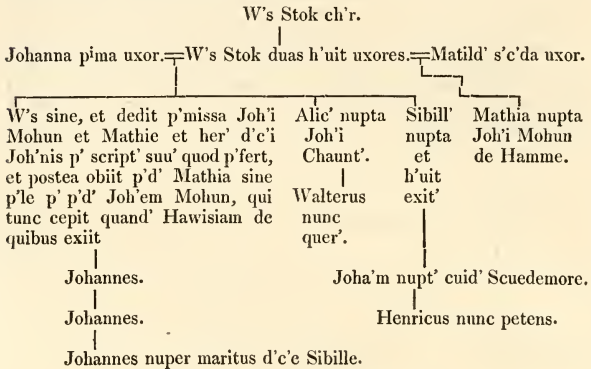 W's Stok ch'r.
Johanna p'ma uxor.=W's Stok duas h'uit uxores.=Matild' s'c'da uxor.
W's sine, et dedit p'missa Joh'i
Mohun et Mathie et her' d'c'i
Joh'nis p' script' suu' quod p'fert,
et postea obiit p'd' Mathia sine
p'le p' p'd' Joh'em Mohun, qui
tunc cepit quand' Hawisiam de
quibus exiit
Johannes.
Johannes.
Johannes nuper maritus d'c'e Sibille.
Alic' nupta
Joh'i
Chaunt'.
Walterus
nunc
quer'.
Sibill'
nupta
et
h'uit
exit'
Joha'm nupt' cuid' Scuedemore.
Henricus nunc petens.
Mathia nupta
Joh'i Mohun
de Hamme.